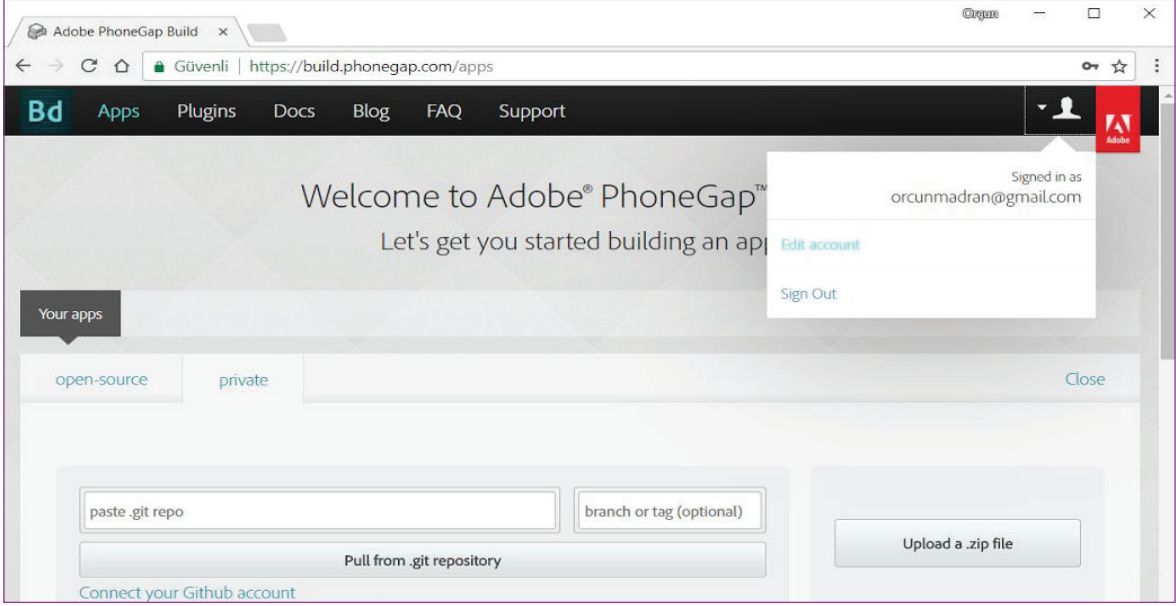 Adobe PhoneGap Build
Orçun
Güvenli | https://build.phonegap.com/apps
Bd Apps Plugins Docs Blog FAQ Support
Adobe
Signed in as
orcunmadran@gmail.com
Edit account
Sign Out
Welcome to Adobe® PhoneGap™
Let's get you started building an app
Your apps
open-source private Close
paste .git repo branch or tag (optional)
Upload a .zip file
Pull from .git repository
Connect your Github account